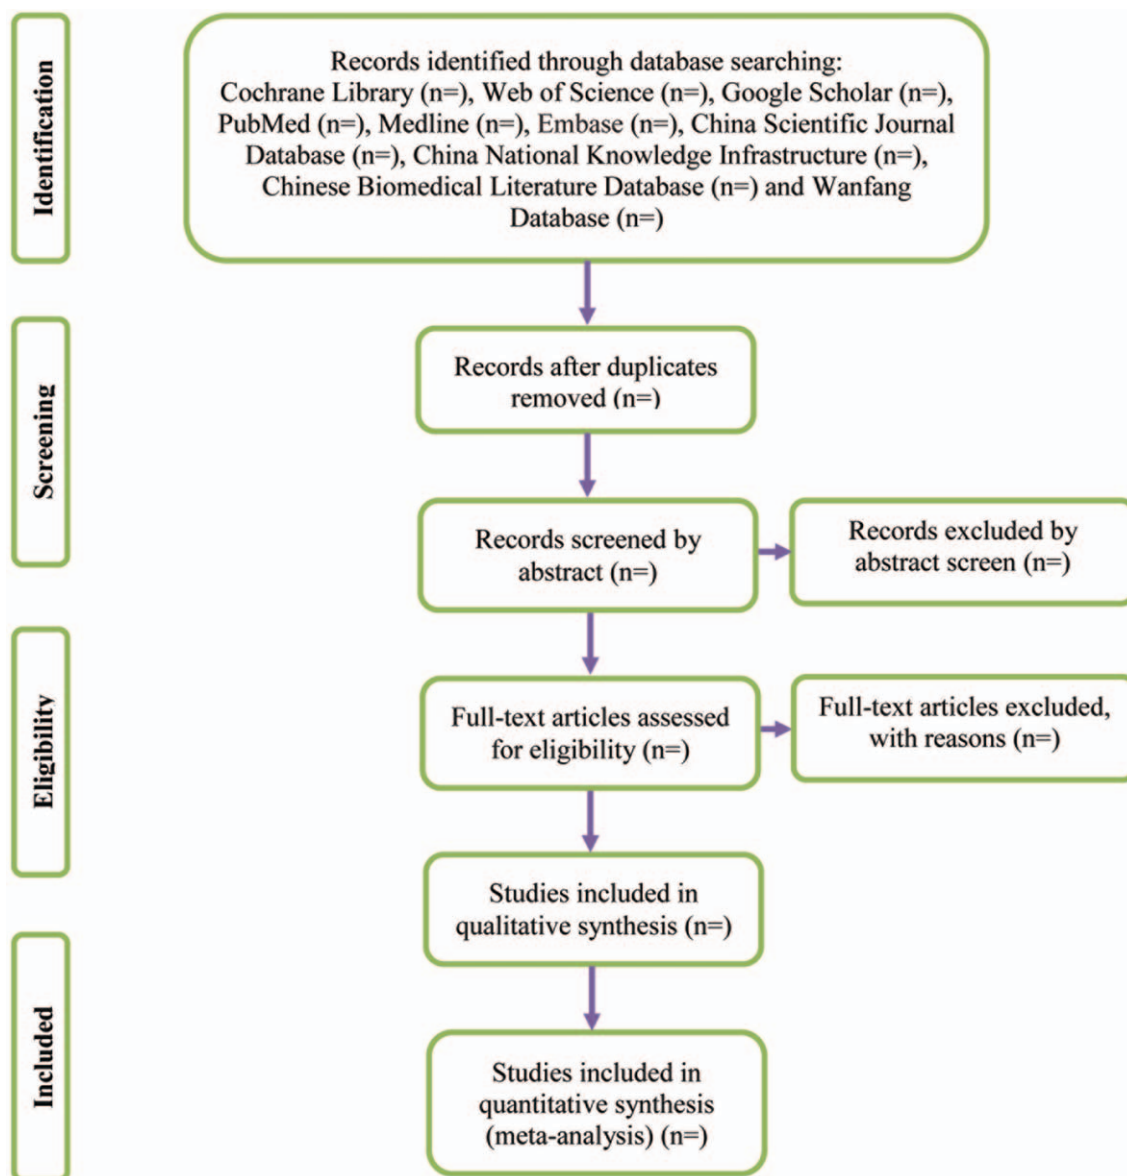 Identification
Records identified through database searching:
Cochrane Library (n=), Web of Science (n=), Google Scholar (n=),
PubMed (n=), Medline (n=), Embase (n=), China Scientific Journal
Database (n=), China National Knowledge Infrastructure (n=),
Chinese Biomedical Literature Database (n=) and Wanfang
Database (n=)
Screening
Records after duplicates
removed (n=)
Records screened by
abstract (n=)
Records excluded by
abstract screen (n=)
Eligibility
Full-text articles assessed
for eligibility (n=)
Full-text articles excluded,
with reasons (n=)
Studies included in
qualitative synthesis (n=)
Included
Studies included in
quantitative synthesis
(meta-analysis) (n=)